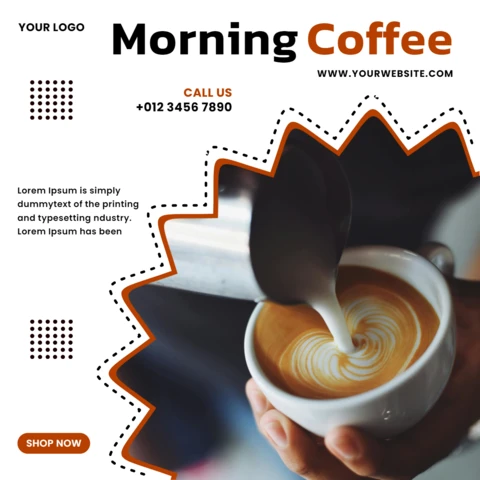 YOUR LOGO
Morning Coffee
WWW.YOURWEBSITE.COM
CALL US
+012 3456 7890
Lorem Ipsum is simply
dummytext of the printing
and typesetting ndustry.
Lorem Ipsum has been
SHOP NOW